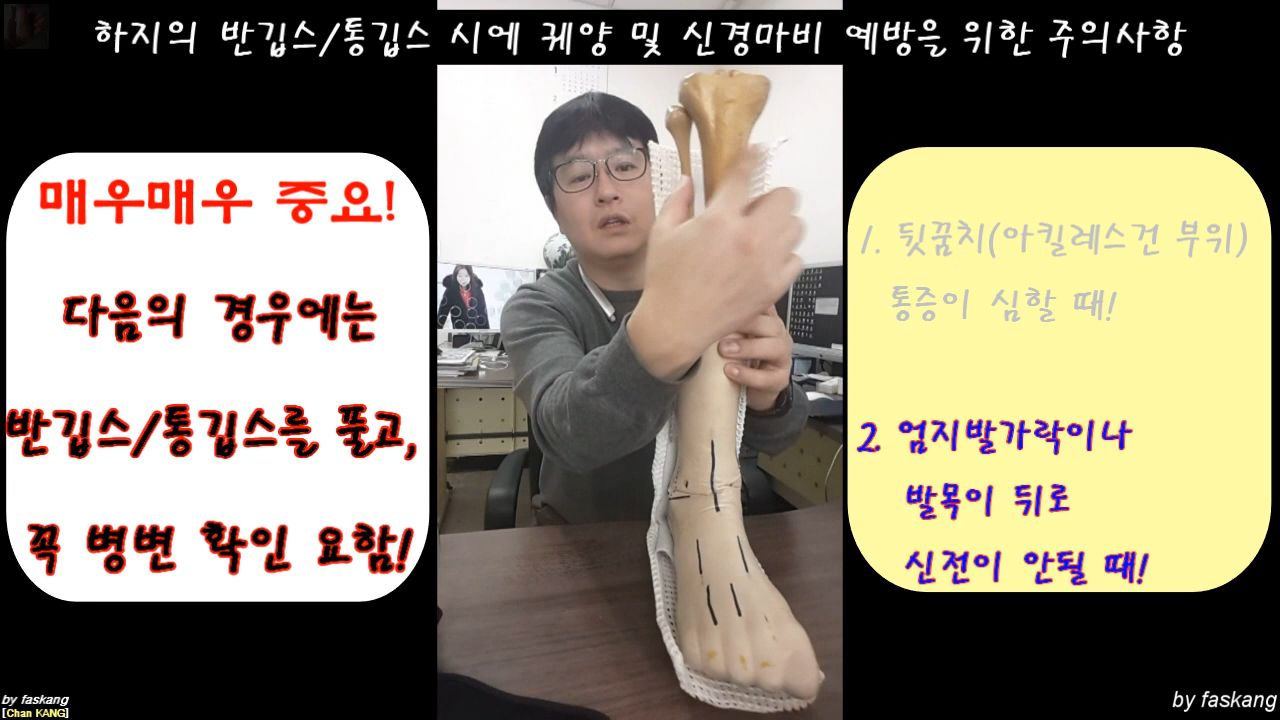 하지의 반깁스/통깁스 시에 궤양 및 신경마비 예방을 위한 주의사항
매우매우 중요!
다음의 경우에는
반깁스/통깁스를 풀고,
꼭 병변 확인 요함!
1. 뒷꿈치(아킬레스건 부위)
통증이 심할 때!
2. 엄지발가락이나
발목이 뒤로
신전이 안될 때!
by faskang
[Chan KANG]
by faskang